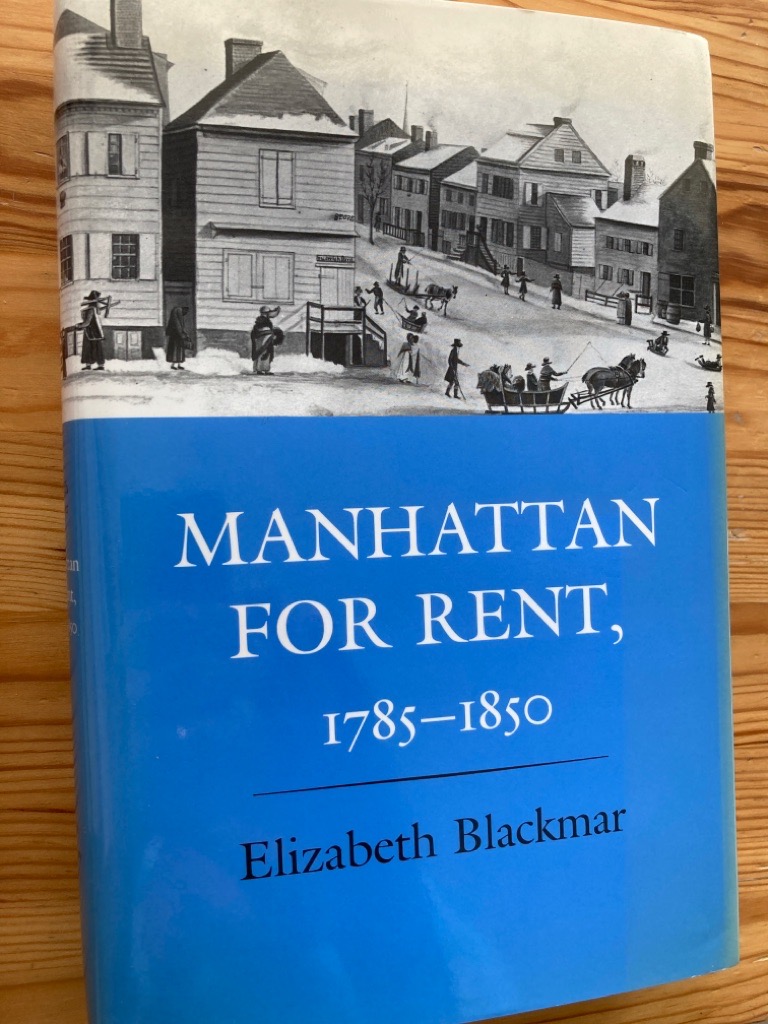 MANHATTAN
FOR RENT,
1785–1850
Elizabeth Blackmar